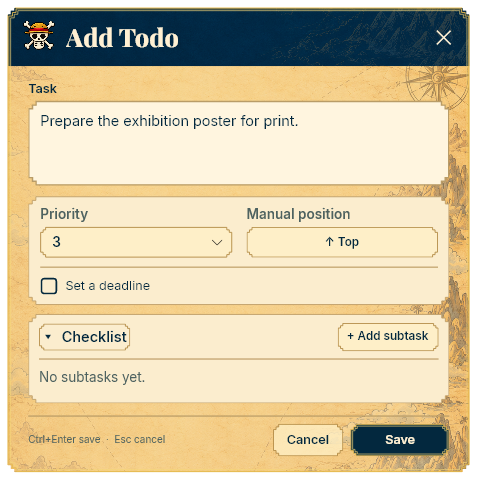 Add Todo
Task
Prepare the exhibition poster for print.
Priority
Manual position
3
↑ Top
Set a deadline
Checklist
+ Add subtask
No subtasks yet.
Ctrl+Enter save · Esc cancel
Cancel
Save